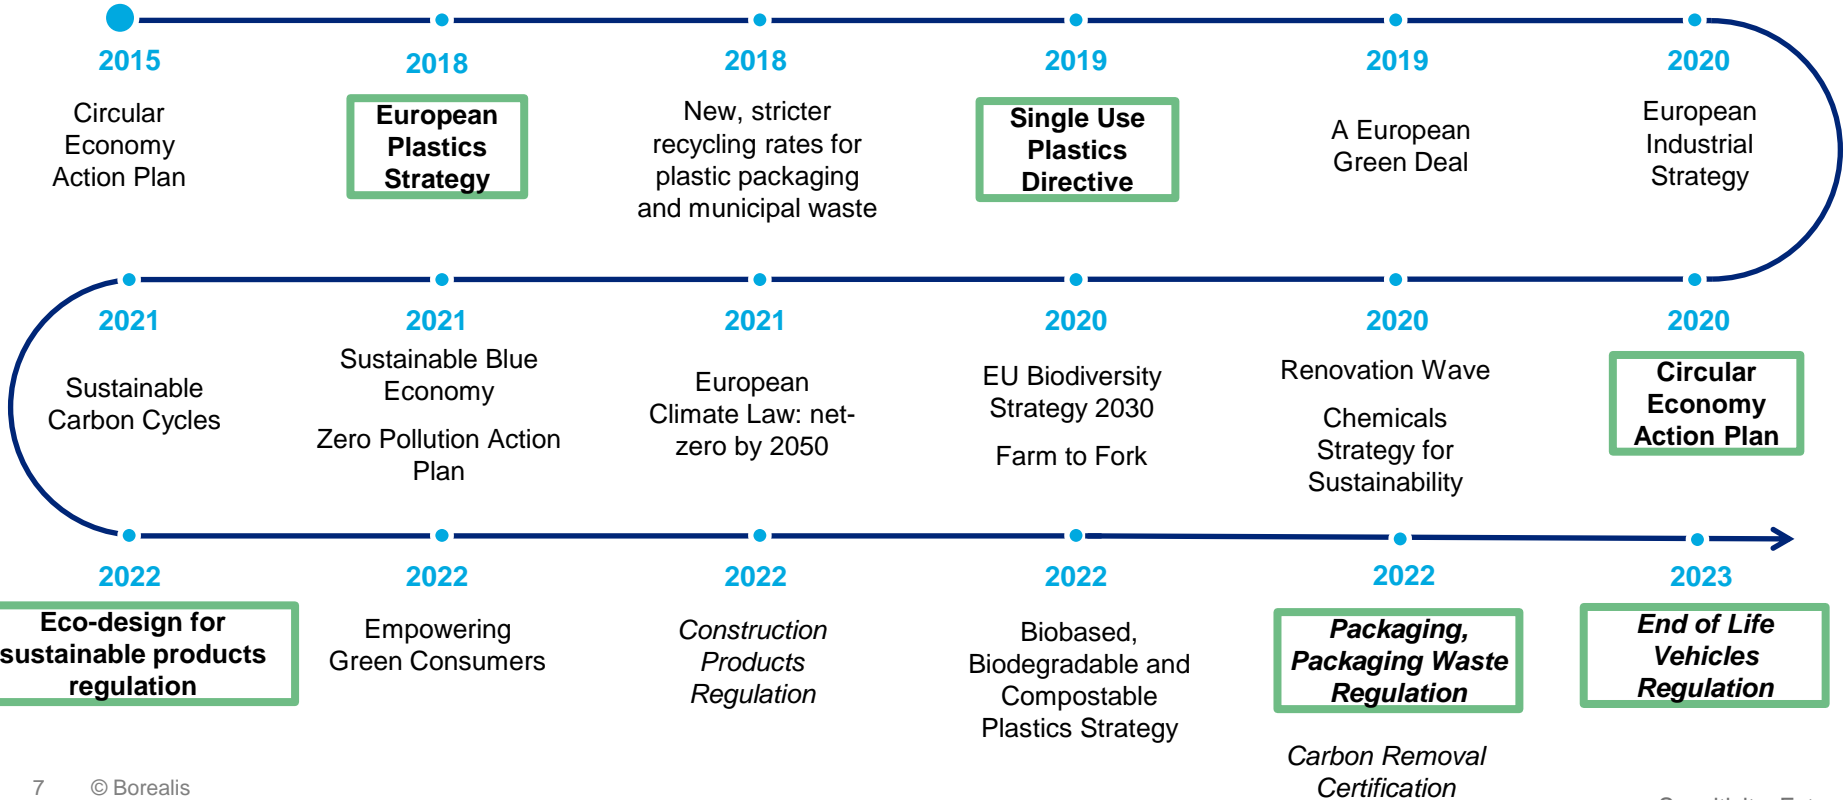 2015
Circular
Economy
Action Plan
2018
European
Plastics
Strategy
2018
New, stricter
recycling rates for
plastic packaging
and municipal waste
2019
Single Use
Plastics
Directive
2019
A European
Green Deal
2020
European
Industrial
Strategy
2021
Sustainable
Carbon Cycles
2021
Sustainable Blue
Economy
Zero Pollution Action
Plan
2021
European
Climate Law: net-
zero by 2050
2020
EU Biodiversity
Strategy 2030
Farm to Fork
2020
Renovation Wave
Chemicals
Strategy for
Sustainability
2020
Circular
Economy
Action Plan
2022
Eco-design for
sustainable products
regulation
2022
Empowering
Green Consumers
2022
Construction
Products
Regulation
2022
Biobased,
Biodegradable and
Compostable
Plastics Strategy
2022
Packaging,
Packaging Waste
Regulation
Carbon Removal
Certification
2023
End of Life
Vehicles
Regulation
7 © Borealis